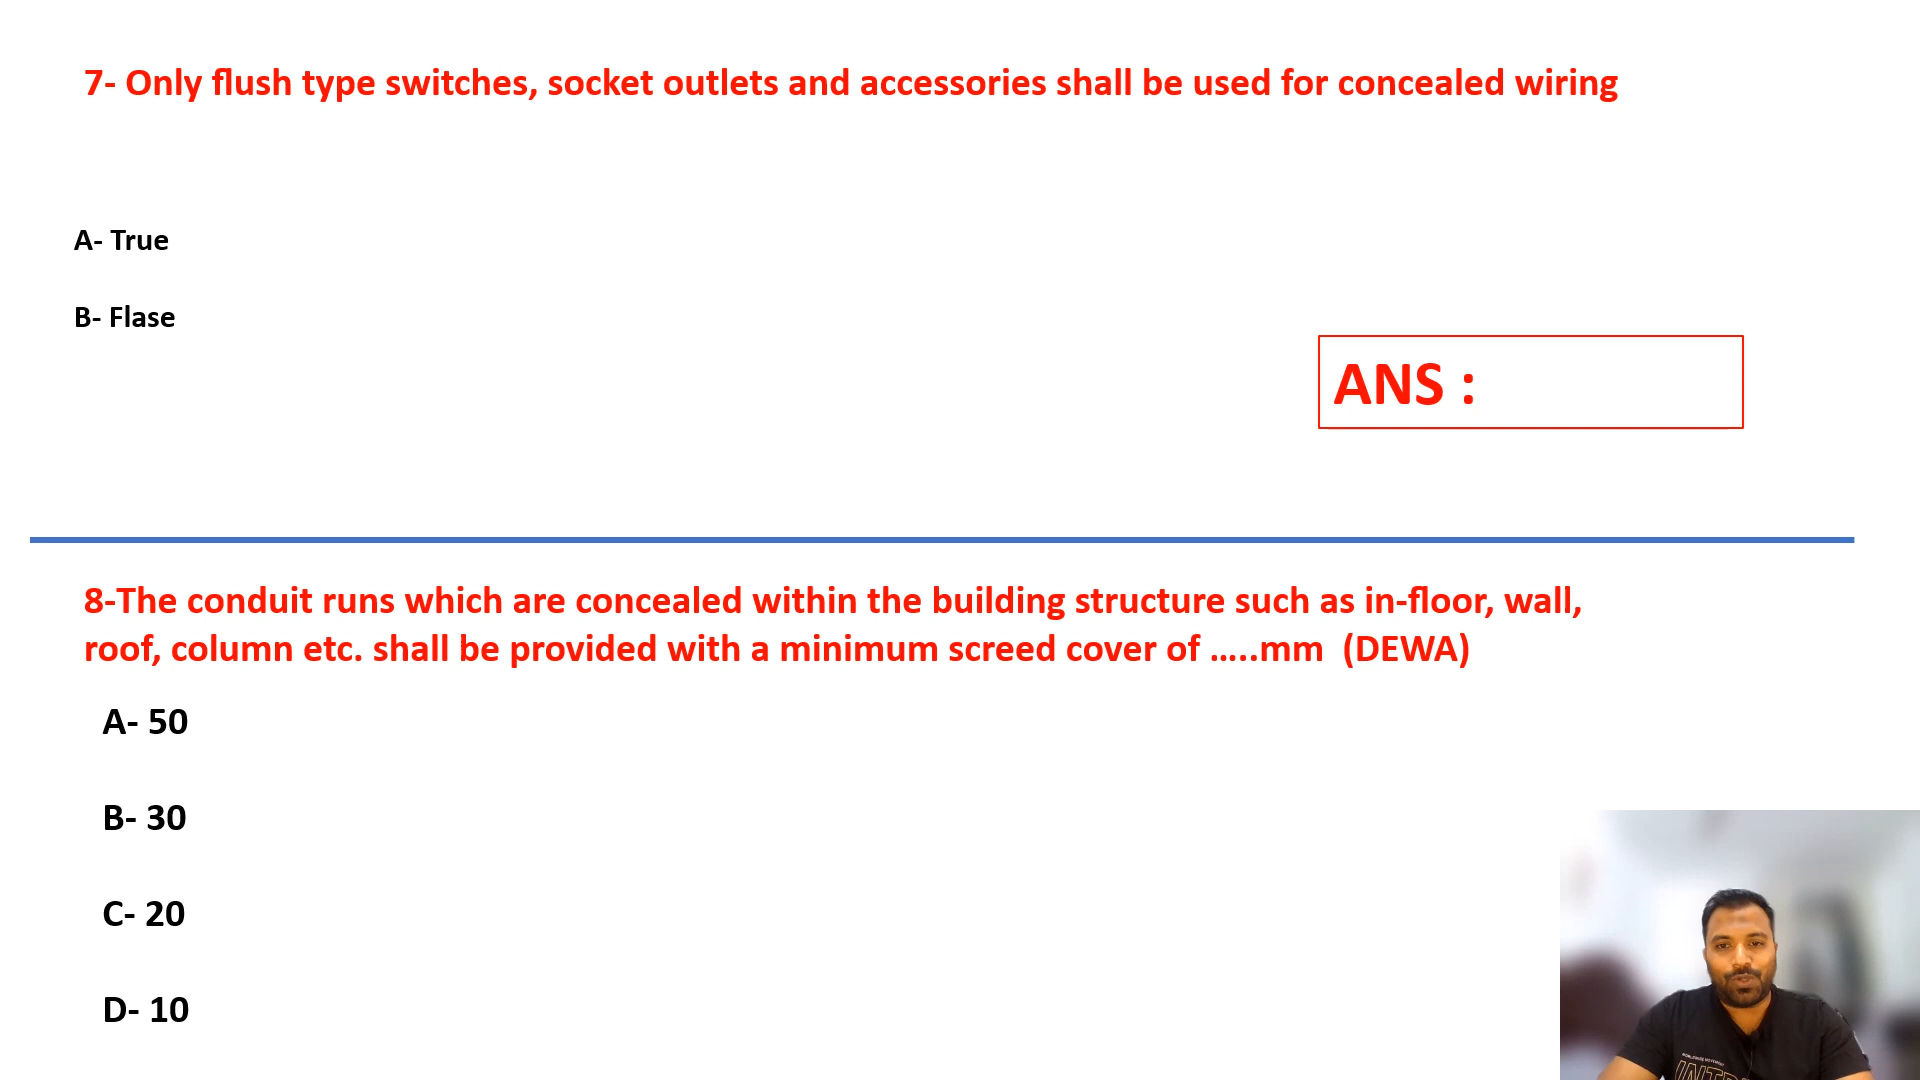 7- Only flush type switches, socket outlets and accessories shall be used for concealed wiring
A- True
B- Flase
ANS :
8-The conduit runs which are concealed within the building structure such as in-floor, wall,
roof, column etc. shall be provided with a minimum screed cover of …..mm  (DEWA)
A- 50
B- 30
C- 20
D- 10